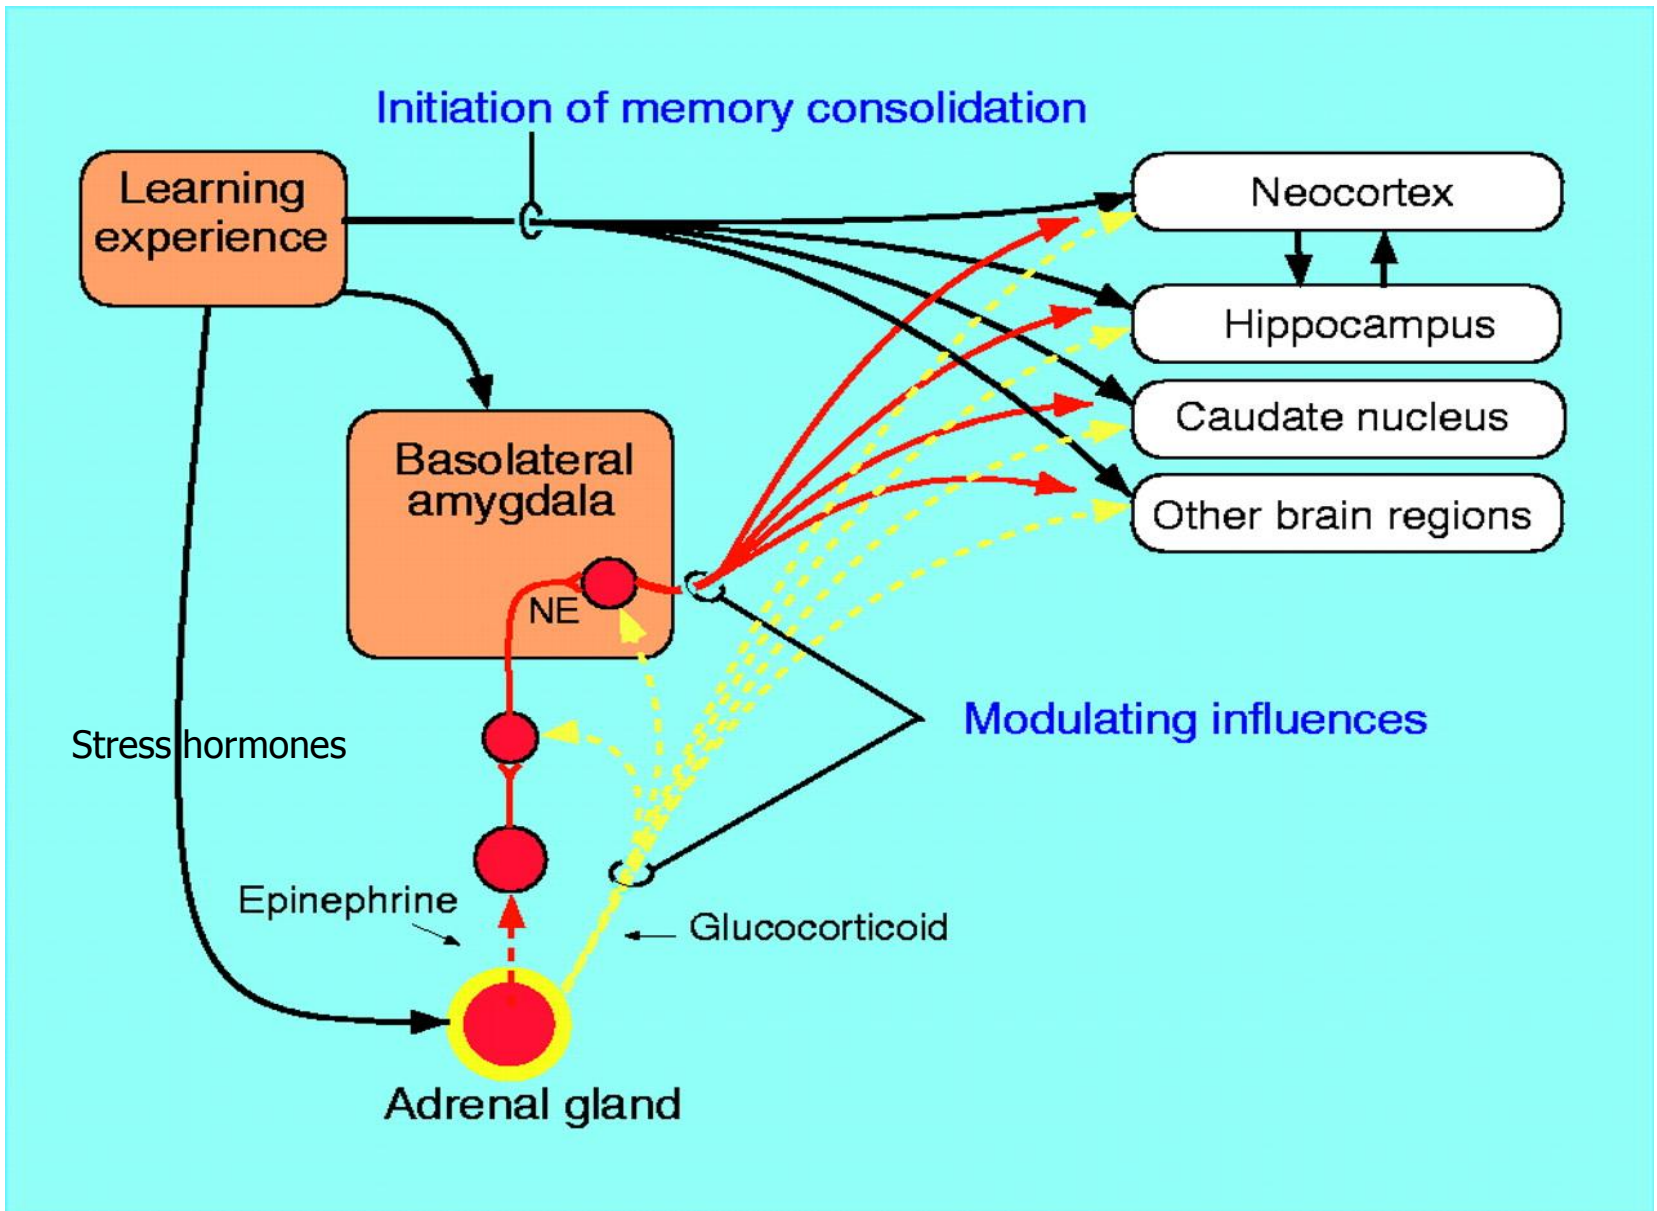 Initiation of memory consolidation
Learning
experience
Neocortex
Hippocampus
Caudate nucleus
Other brain regions
Basolateral
amygdala
NE
Modulating influences
Stress hormones
Epinephrine
Glucocorticoid
Adrenal gland